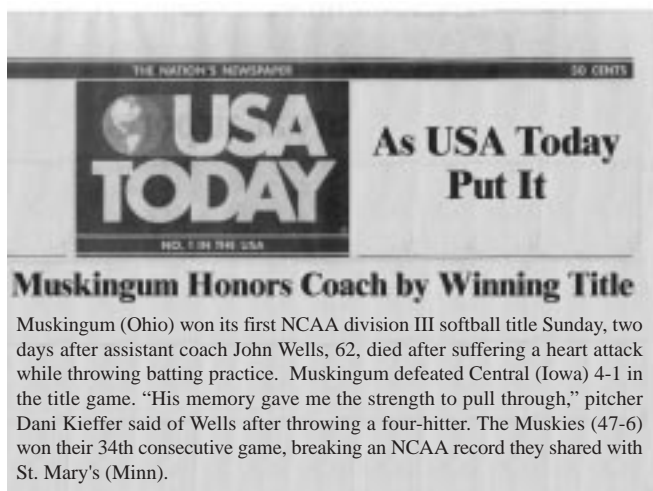 THE NATION'S NEWSPAPER
50 CENTS
USA
TODAY
NO. 1 IN THE USA
As USA Today
Put It
Muskingum Honors Coach by Winning Title
Muskingum (Ohio) won its first NCAA division III softball title Sunday, two
days after assistant coach John Wells, 62, died after suffering a heart attack
while throwing batting practice.  Muskingum defeated Central (Iowa) 4-1 in
the title game. “His memory gave me the strength to pull through,” pitcher
Dani Kieffer said of Wells after throwing a four-hitter. The Muskies (47-6)
won their 34th consecutive game, breaking an NCAA record they shared with
St. Mary's (Minn).